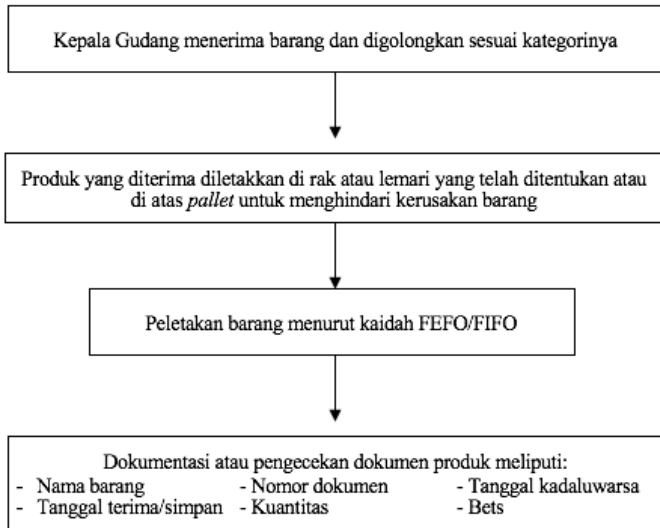 Kepala Gudang menerima barang dan digolongkan sesuai kategorinya
Produk yang diterima diletakkan di rak atau lemari yang telah ditentukan atau
di atas pallet untuk menghindari kerusakan barang
Peletakan barang menurut kaidah FEFO/FIFO
Dokumentasi atau pengecekan dokumen produk meliputi:
- Nama barang - Nomor dokumen - Tanggal kadaluwarsa
- Tanggal terima/simpan - Kuantitas - Bets